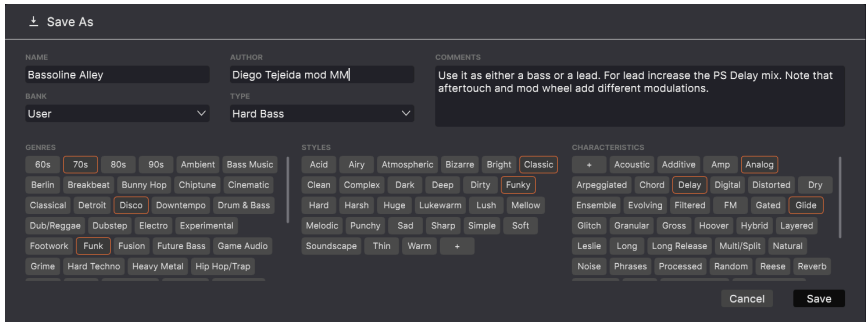 Save As
NAME
AUTHOR
COMMENTS
Bassoline Alley
Diego Tejeida mod MM
Use it as either a bass or a lead. For lead increase the PS Delay mix. Note that
aftertouch and mod wheel add different modulations.
BANK
TYPE
User
Hard Bass
GENRES
60s 70s 80s 90s Ambient Bass Music
Berlin Breakbeat Bunny Hop Chiptune Cinematic
Classical Detroit Disco Downtempo Drum & Bass
Dub/Reggae Dubstep Electro Experimental
Footwork Funk Fusion Future Bass Game Audio
Grime Hard Techno Heavy Metal Hip Hop/Trap
STYLES
Acid Airy Atmospheric Bizarre Bright Classic
Clean Complex Dark Deep Dirty Funky
Hard Harsh Huge Lukewarm Lush Mellow
Melodic Punchy Sad Sharp Simple Soft
Soundscape Thin Warm +
CHARACTERISTICS
+ Acoustic Additive Amp Analog
Arpeggiated Chord Delay Digital Distorted Dry
Ensemble Evolving Filtered FM Gated Glide
Glitch Granular Gross Hoover Hybrid Layered
Leslie Long Long Release Multi/Split Natural
Noise Phrases Processed Random Reese Reverb
Cancel
Save